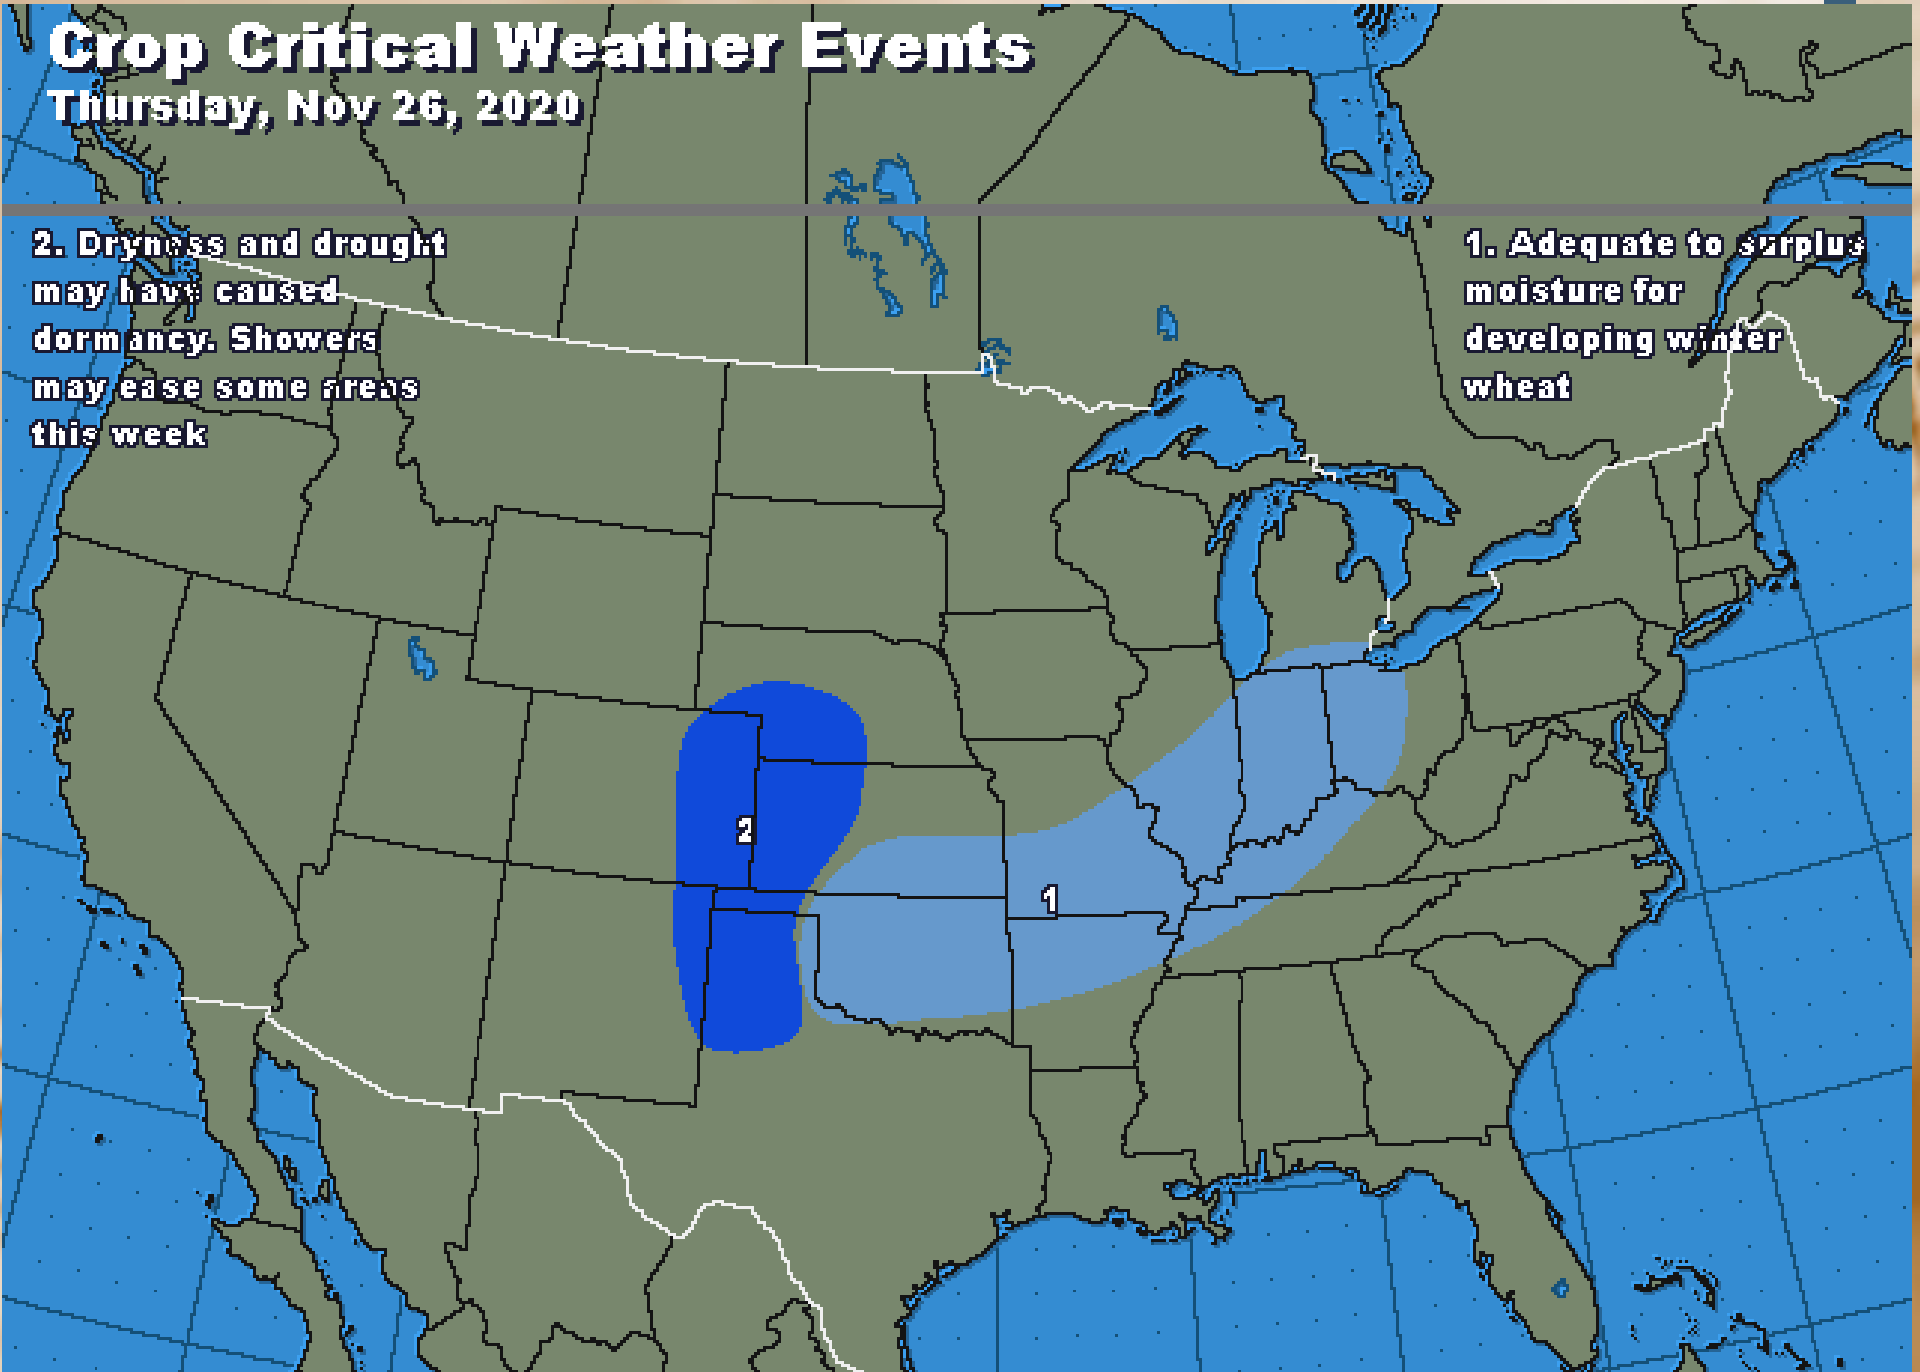 Crop Critical Weather Events
Thursday, Nov 26, 2020
2. Dryness and drought
may have caused
dormancy. Showers
may ease some areas
this week
1. Adequate to surplus
moisture for
developing winter
wheat
2
1